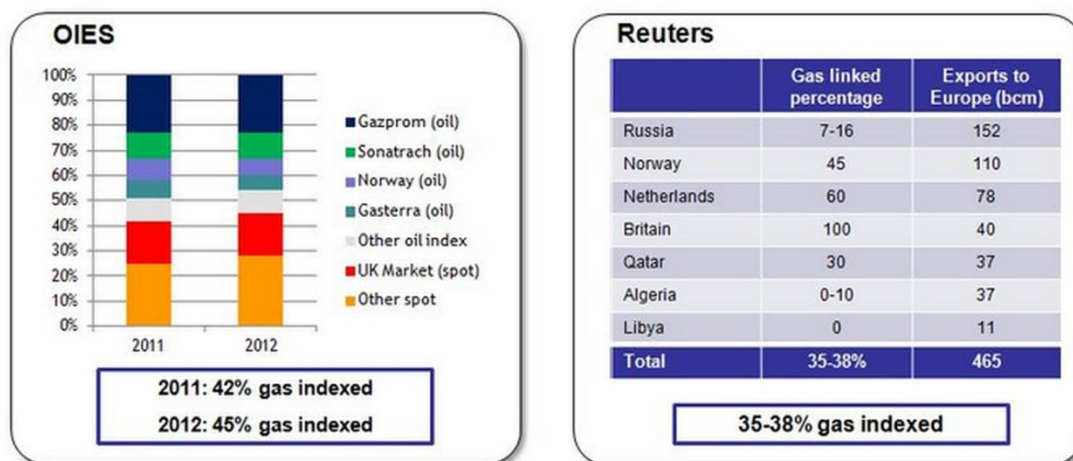 OIES
100%
90%
80%
70%
60%
50%
40%
30%
20%
10%
0%
2011 2012
Gazprom (oil)
Sonatrach (oil)
Norway (oil)
Gasterra (oil)
Other oil index
UK Market (spot)
Other spot
2011: 42% gas indexed
2012: 45% gas indexed
Reuters
Gas linked percentage Exports to Europe (bcm)
Russia 7-16 152
Norway 45 110
Netherlands 60 78
Britain 100 40
Qatar 30 37
Algeria 0-10 37
Libya 0 11
Total 35-38% 465
35-38% gas indexed